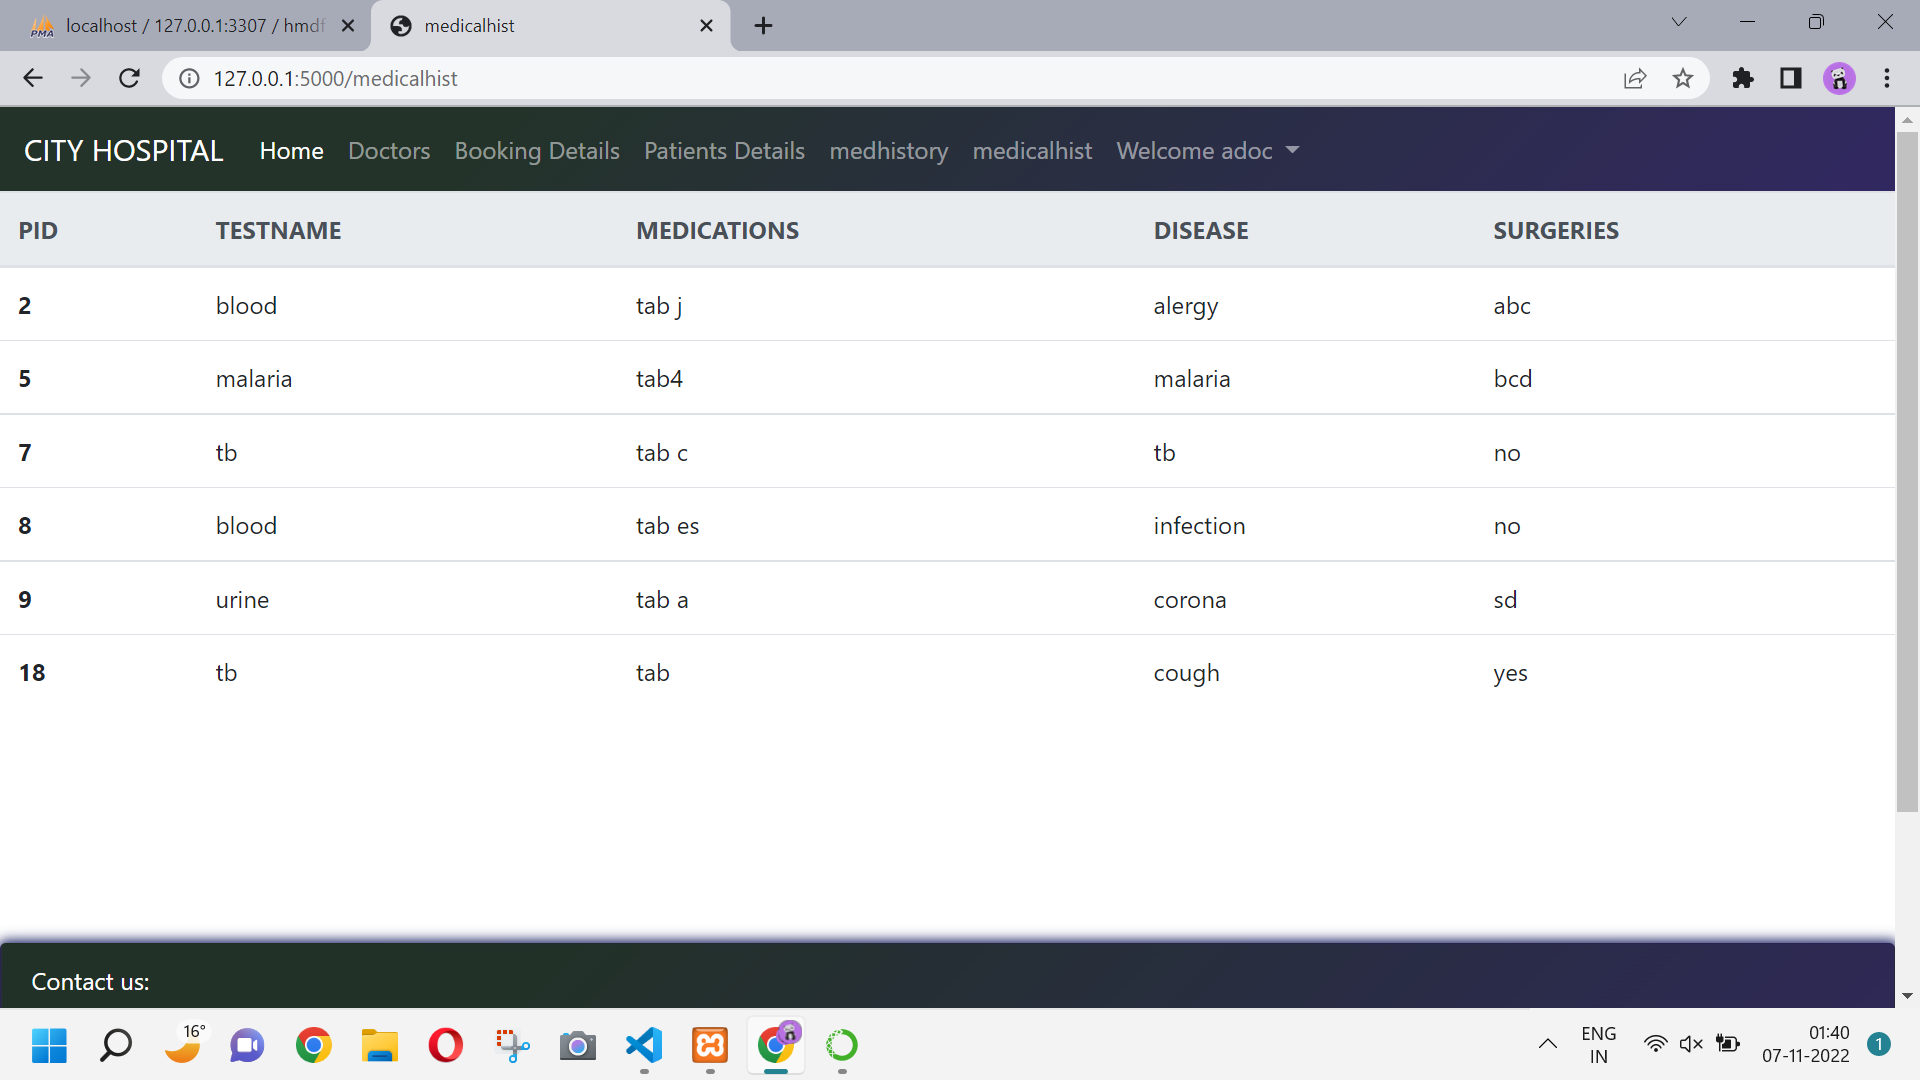 localhost / 127.0.0.1:3307 / hmdf
medicalhist
127.0.0.1:5000/medicalhist
CITY HOSPITAL Home Doctors Booking Details Patients Details medhistory medicalhist Welcome adoc
PID TESTNAME MEDICATIONS DISEASE SURGERIES
2 blood tab j alergy abc
5 malaria tab4 malaria bcd
7 tb tab c tb no
8 blood tab es infection no
9 urine tab a corona sd
18 tb tab cough yes
Contact us:
16°
ENG
IN
01:40
07-11-2022
1